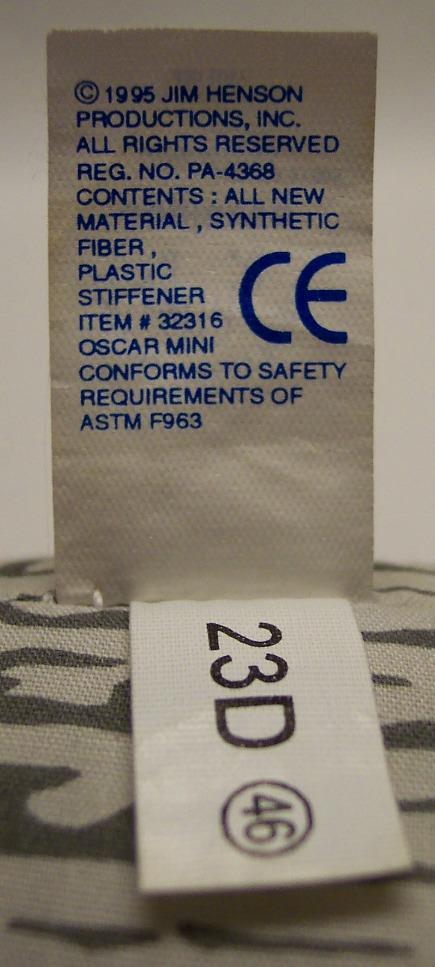 © 1995 JIM HENSON
PRODUCTIONS, INC.
ALL RIGHTS RESERVED
REG. NO. PA-4368
CONTENTS : ALL NEW
MATERIAL , SYNTHETIC
FIBER ,
PLASTIC
STIFFENER
ITEM # 32316
OSCAR MINI
CONFORMS TO SAFETY
REQUIREMENTS OF
ASTM F963
CE
23D 46